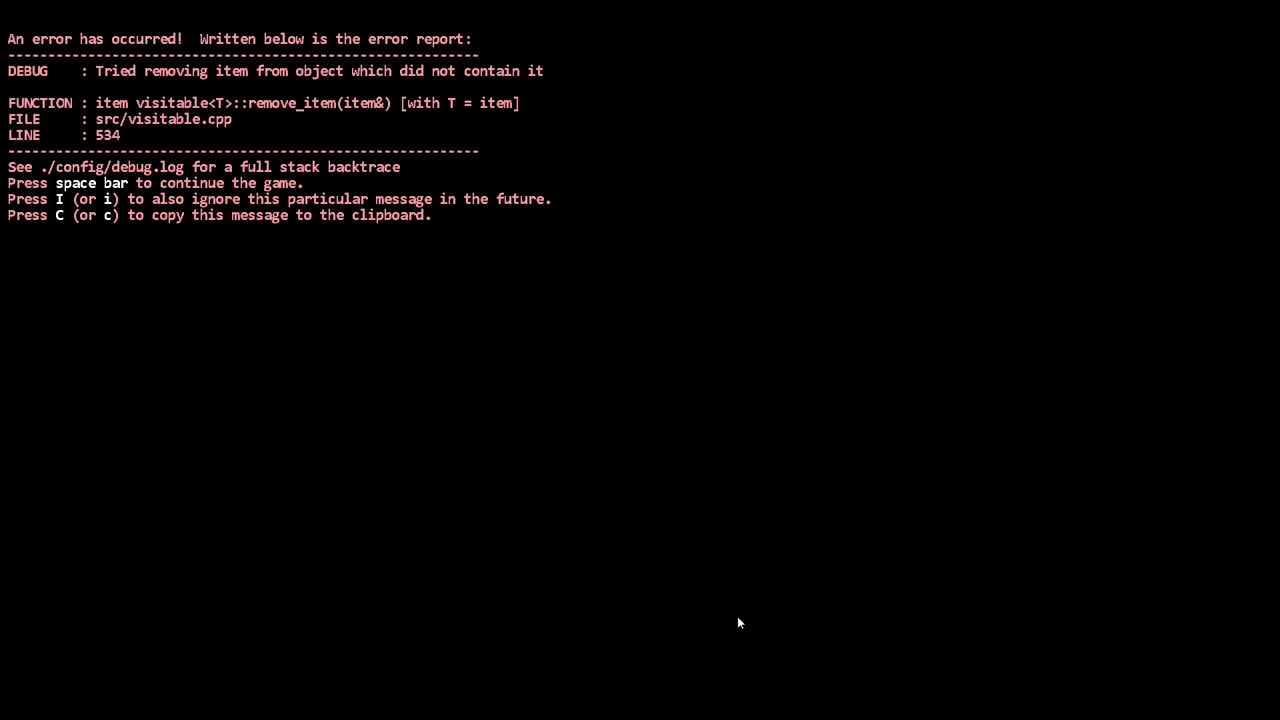 An error has occurred!  Written below is the error report:
-----------------------------------------------------------
DEBUG    : Tried removing item from object which did not contain it
FUNCTION : item visitable<T>::remove_item(item&) [with T = item]
FILE     : src/visitable.cpp
LINE     : 534
-----------------------------------------------------------
See ./config/debug.log for a full stack backtrace
Press space bar to continue the game.
Press I (or i) to also ignore this particular message in the future.
Press C (or c) to copy this message to the clipboard.